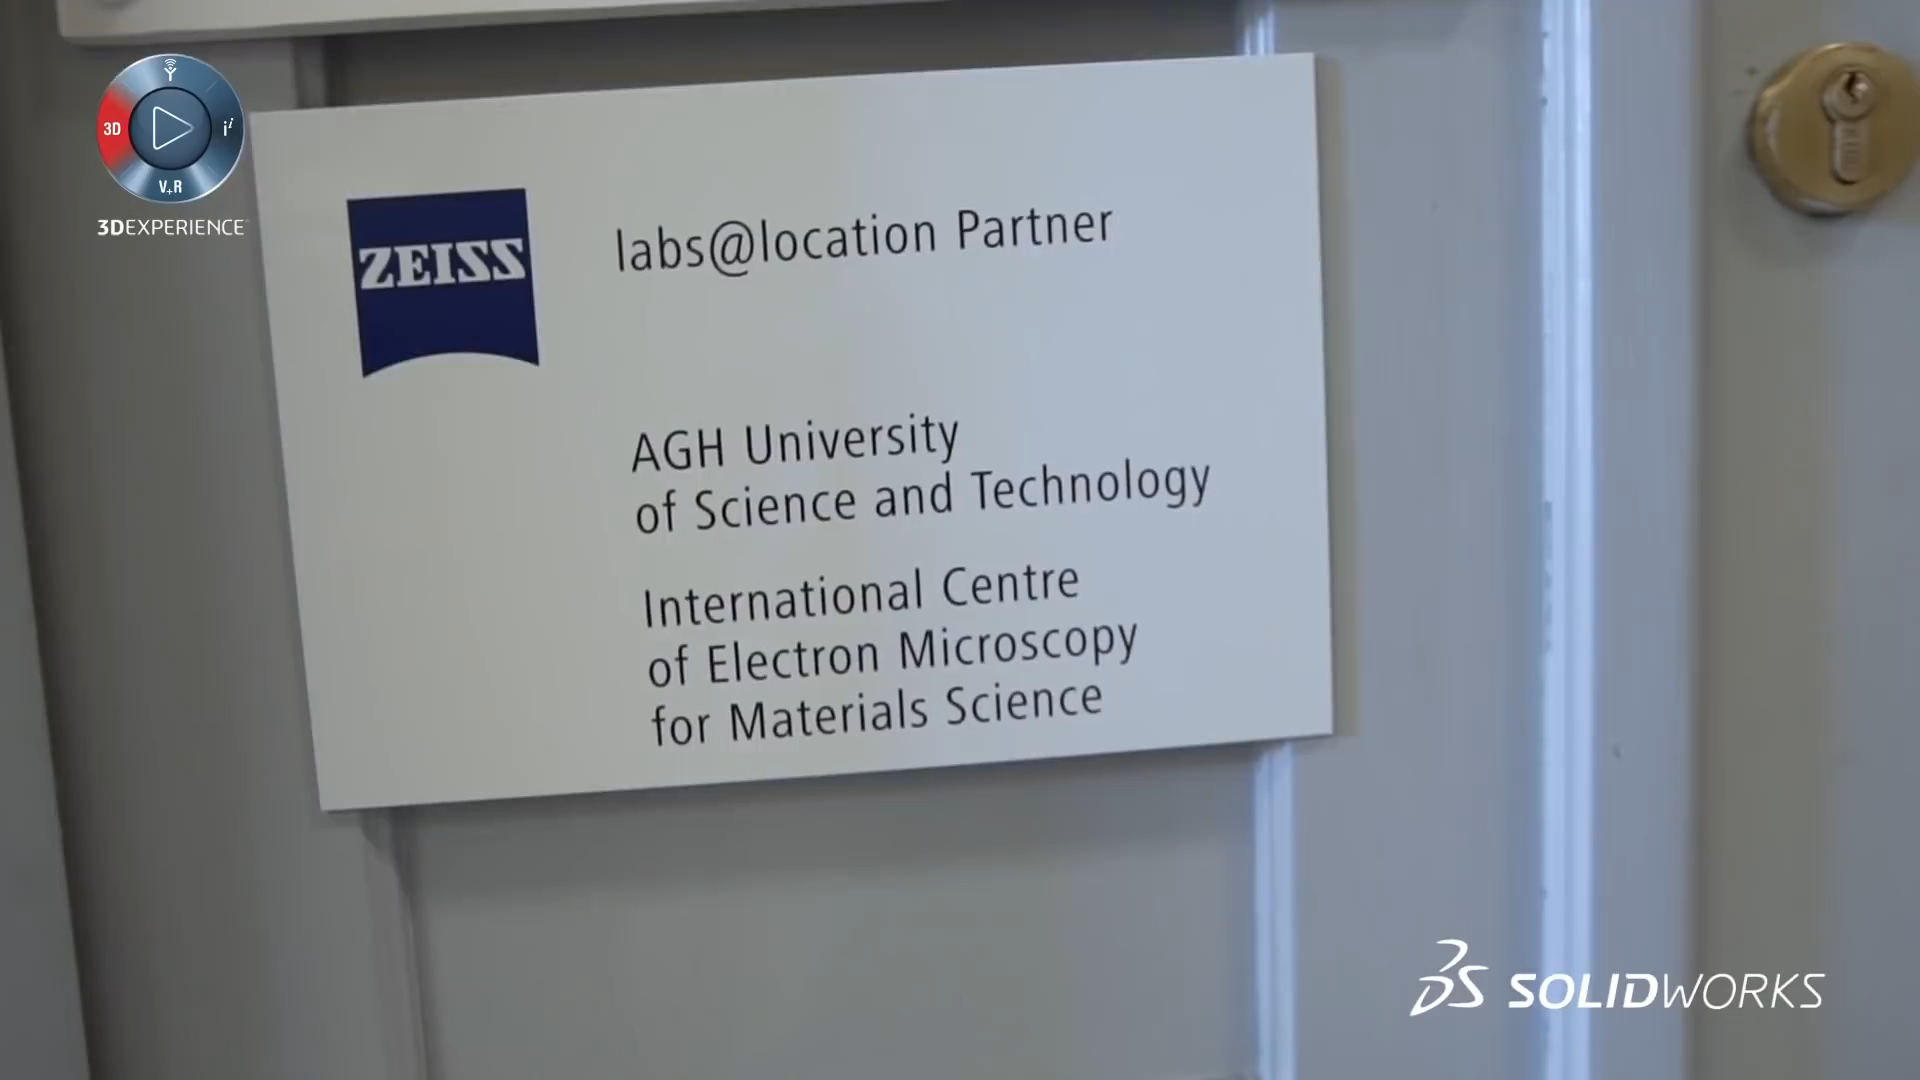 3D
V+R
3DEXPERIENCE
ZEISS
labs@location Partner
AGH University
of Science and Technology
International Centre
of Electron Microscopy
for Materials Science
SOLIDWORKS